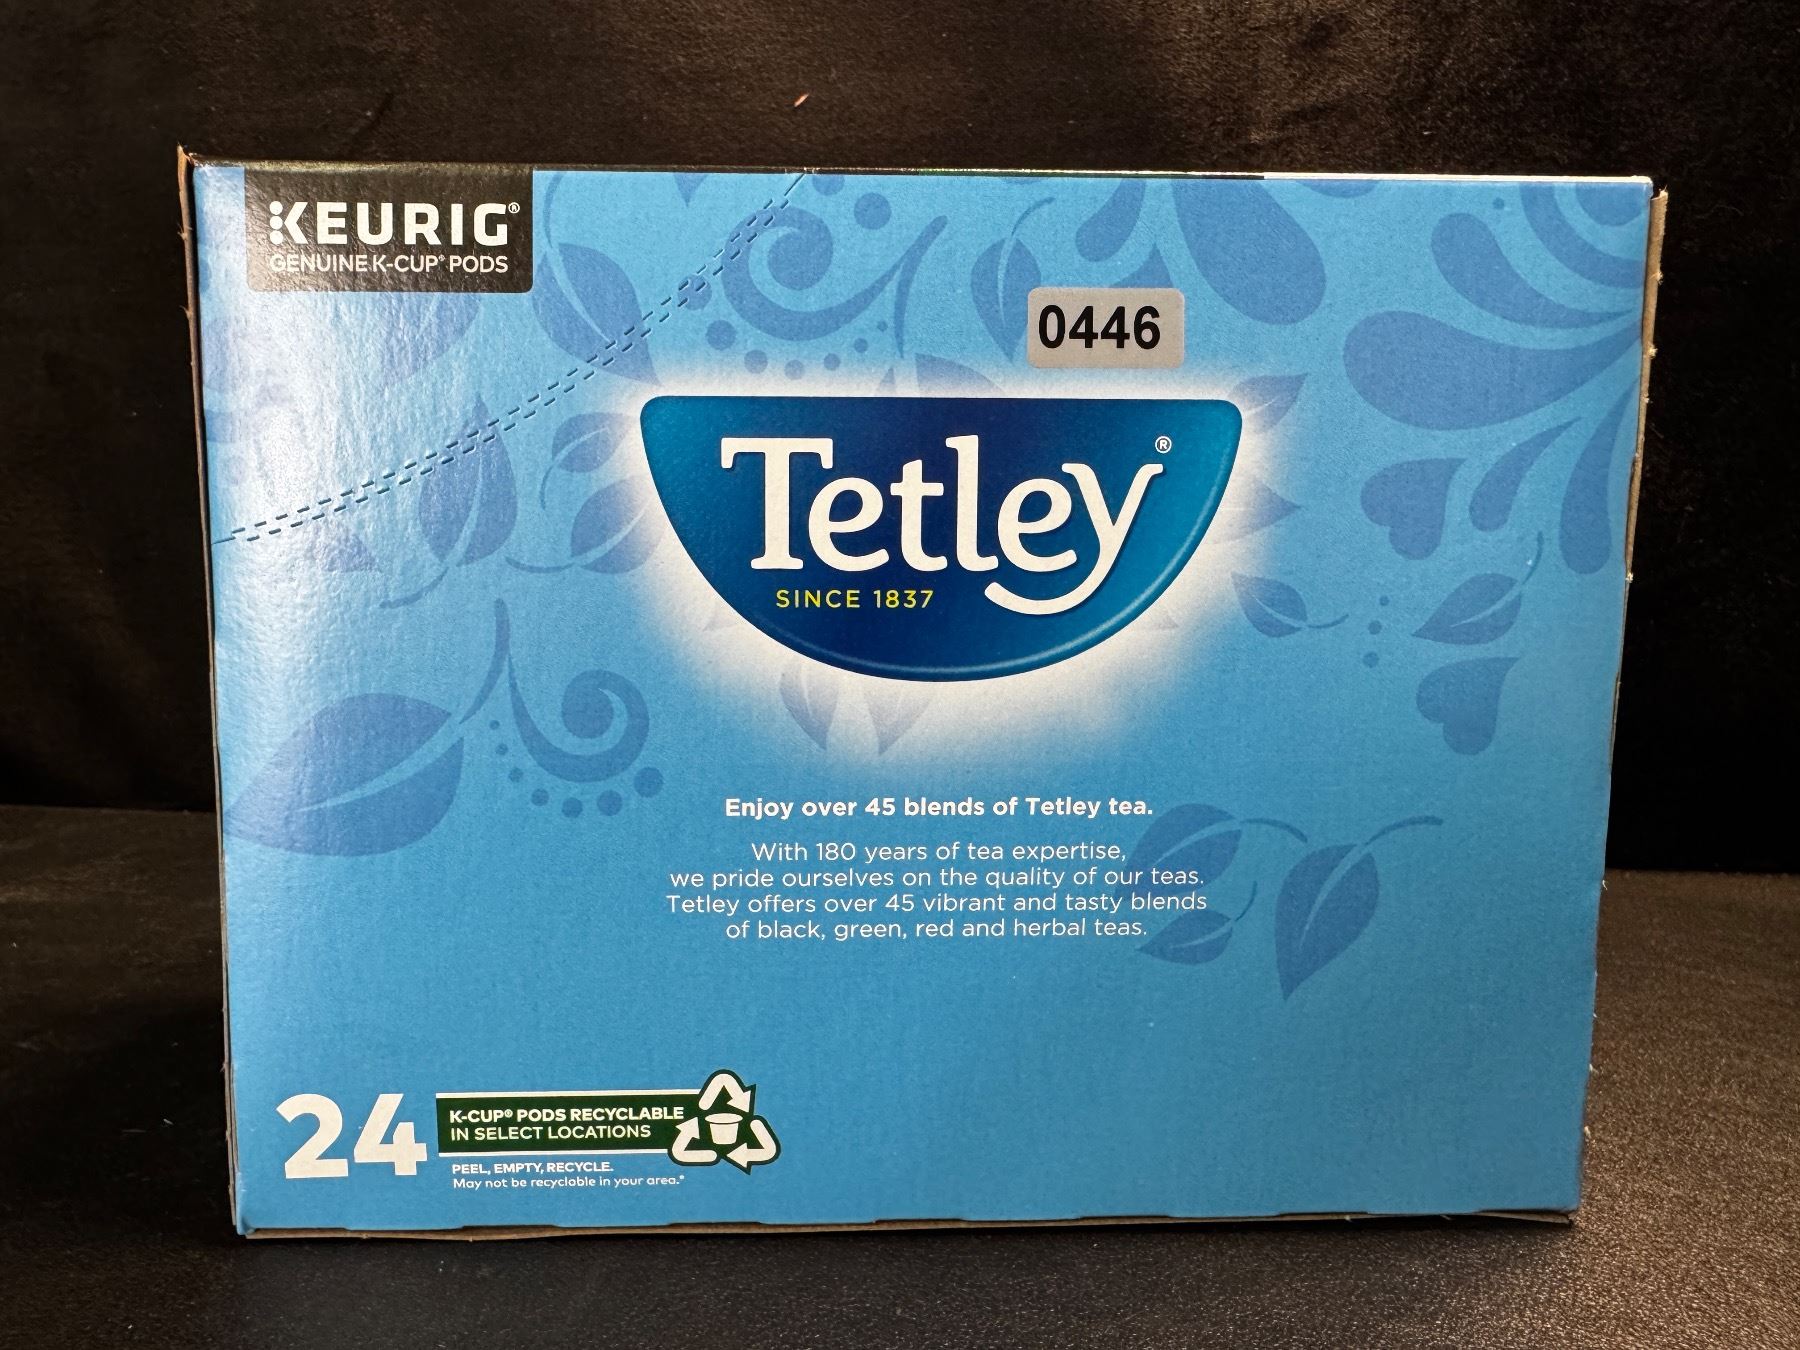 KEURIG®
GENUINE K-CUP® PODS
0446
Tetley®
SINCE 1837
Enjoy over 45 blends of Tetley tea.
With 180 years of tea expertise,
we pride ourselves on the quality of our teas.
Tetley offers over 45 vibrant and tasty blends
of black, green, red and herbal teas.
24
K-CUP® PODS RECYCLABLE
IN SELECT LOCATIONS
PEEL, EMPTY, RECYCLE.
May not be recyclable in your area.*